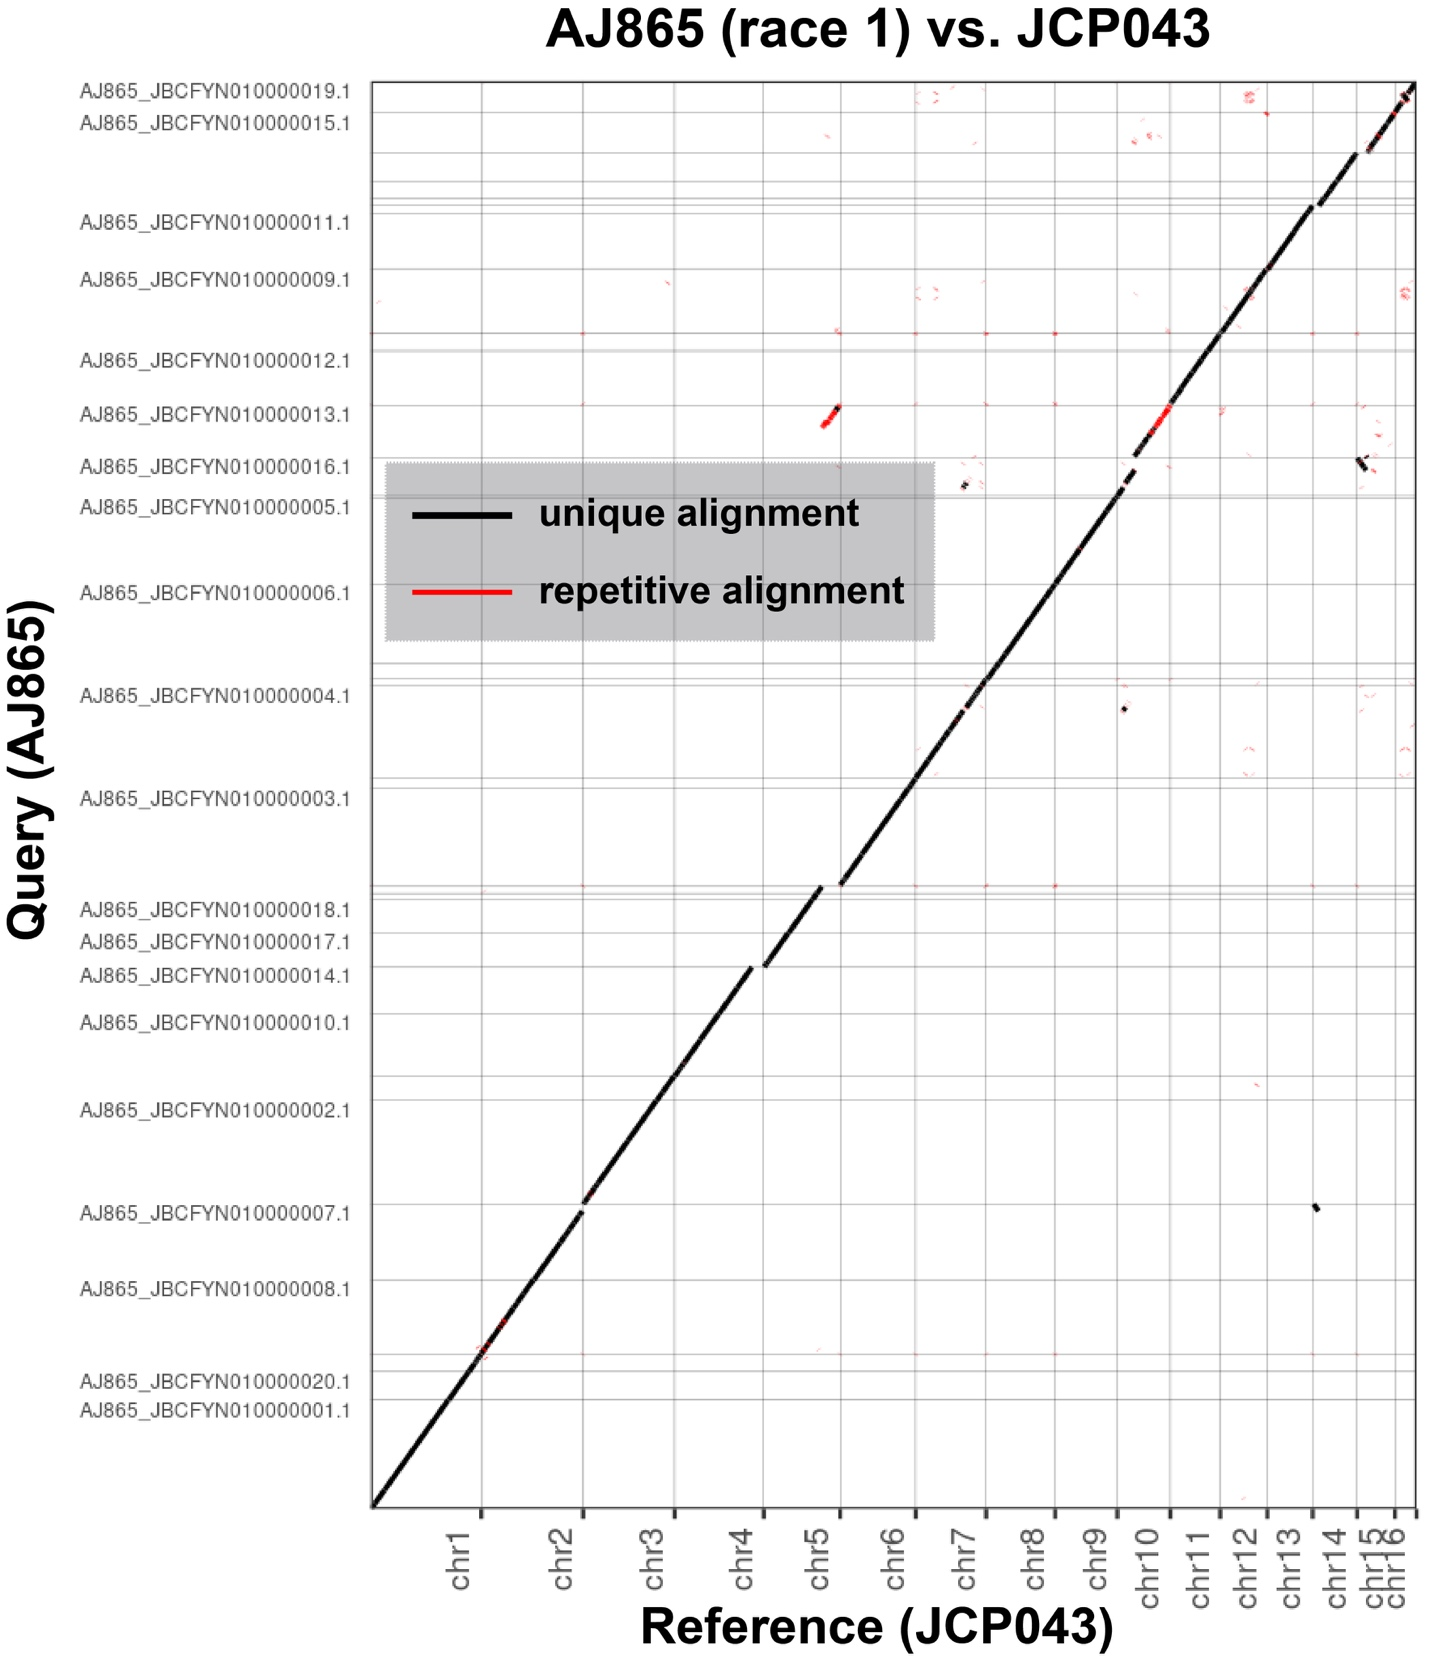 AJ865 (race 1) vs. JCP043
AJ865_JBCFYN010000019.1
AJ865_JBCFYN010000015.1
AJ865_JBCFYN010000011.1
AJ865_JBCFYN010000009.1
AJ865_JBCFYN010000012.1
AJ865_JBCFYN010000013.1
AJ865_JBCFYN010000016.1
AJ865_JBCFYN010000005.1
AJ865_JBCFYN010000006.1
AJ865_JBCFYN010000004.1
AJ865_JBCFYN010000003.1
AJ865_JBCFYN010000018.1
AJ865_JBCFYN010000017.1
AJ865_JBCFYN010000014.1
AJ865_JBCFYN010000010.1
AJ865_JBCFYN010000002.1
AJ865_JBCFYN010000007.1
AJ865_JBCFYN010000008.1
AJ865_JBCFYN010000020.1
AJ865_JBCFYN010000001.1
Query (AJ865)
unique alignment
repetitive alignment
chr1
chr2
chr3
chr4
chr5
chr6
chr7
chr8
chr9
chr10
chr11
chr12
chr13
chr14
chr15
chr16
Reference (JCP043)